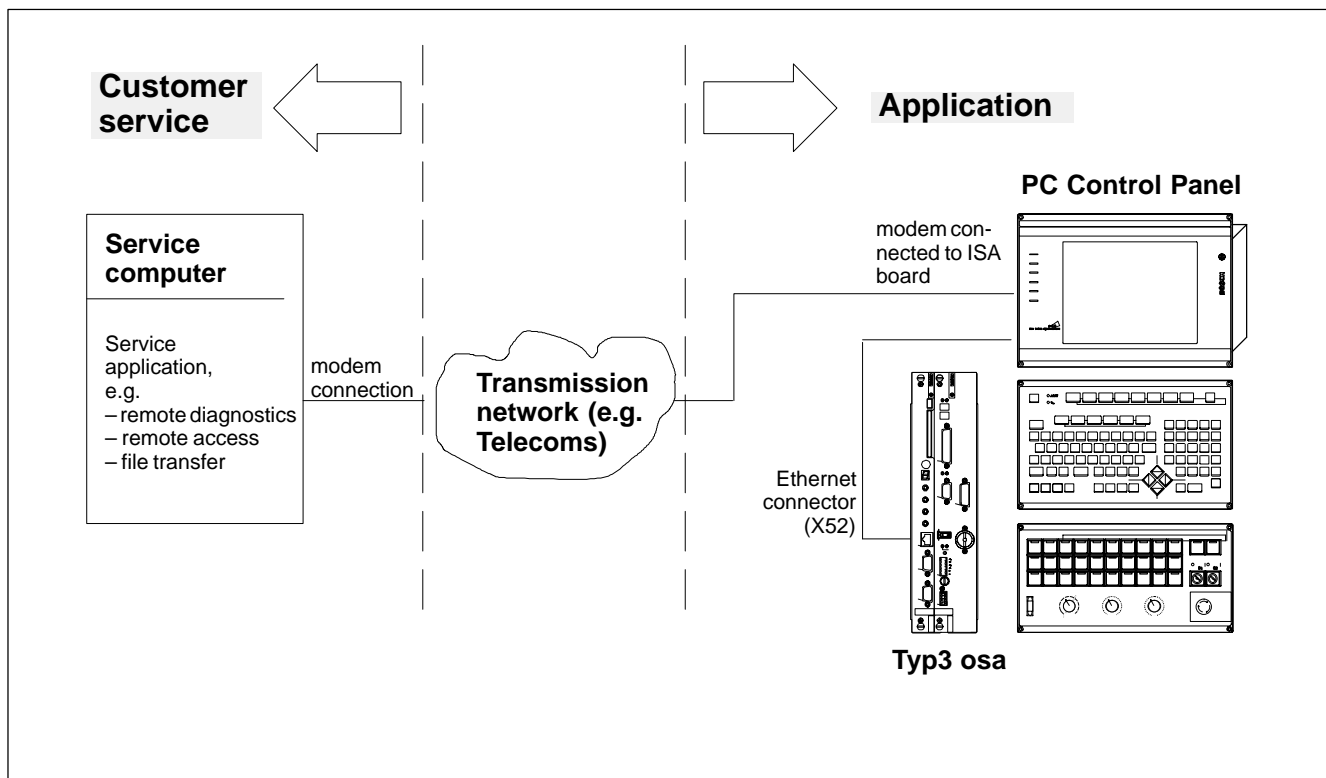 Customer
service
Application
PC Control Panel
Service
computer
modem con-
nected to ISA
board
BOSCH
Service
application,
e.g.
– remote diagnostics
– remote access
– file transfer
modem
connection
Transmission
network (e.g.
Telecoms)
Ethernet
connector
(X52)
Typ3 osa